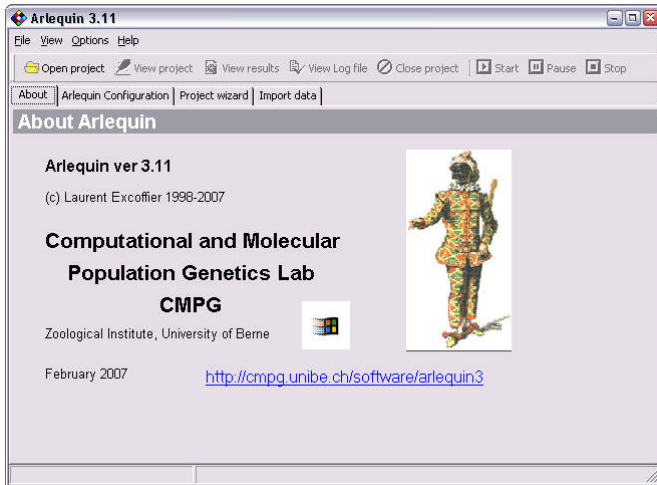 Arlequin 3.11
File View Options Help
Open project View project View results View Log file Close project Start Pause Stop
About Arlequin Configuration Project wizard Import data
About Arlequin
Arlequin ver 3.11
(c) Laurent Excoffier 1998-2007
Computational and Molecular
Population Genetics Lab
CMPG
Zoological Institute, University of Berne
February 2007
http://cmpg.unibe.ch/software/arlequin3